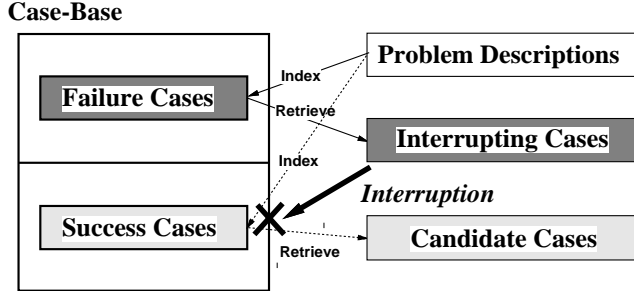 Case-Base
Problem Descriptions
Index
Failure Cases
Retrieve
Interrupting Cases
Index
Interruption
Success Cases
Candidate Cases
Retrieve